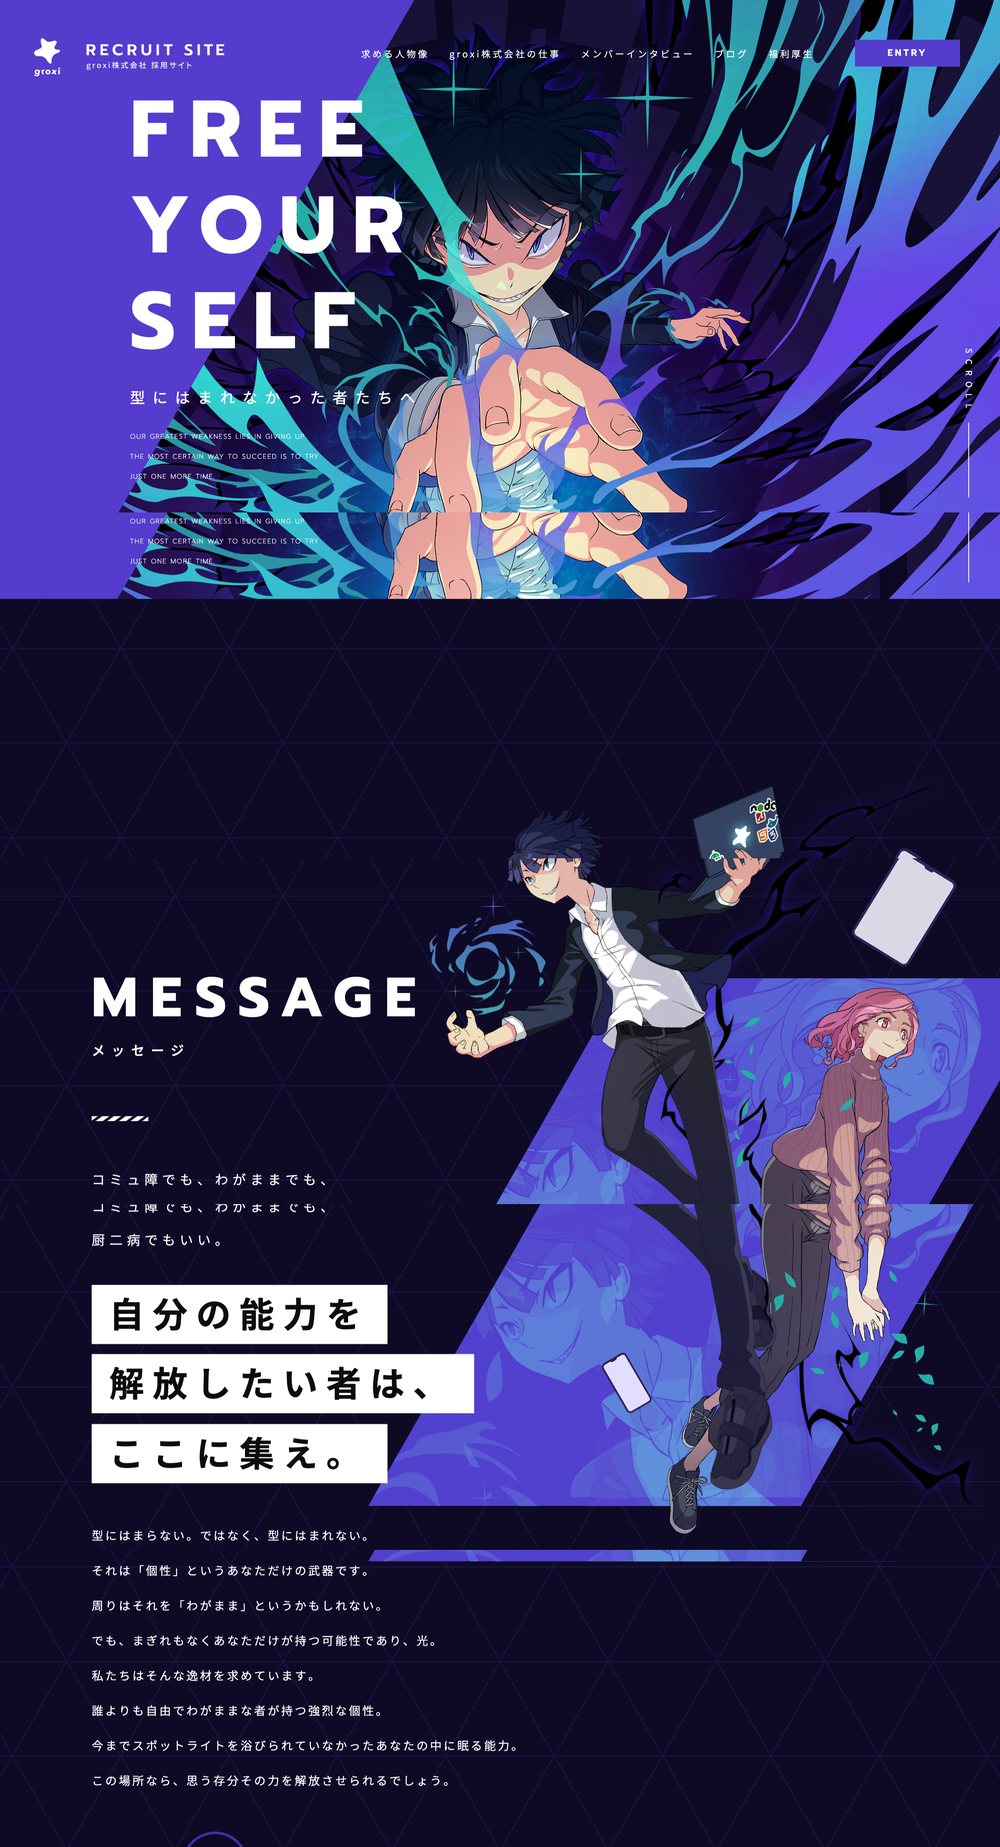 groxi
RECRUIT SITE
groxi株式会社 採用サイト
求める人物像
groxi株式会社の仕事
メンバーインタビュー
ブログ
福利厚生
ENTRY
FREE
YOUR
SELF
型にはまれなかった者たちへ
OUR GREATEST WEAKNESS LIES IN GIVING UP.
THE MOST CERTAIN WAY TO SUCCEED IS TO TRY
JUST ONE MORE TIME.
SCROLL
OUR GREATEST WEAKNESS LIES IN GIVING UP.
THE MOST CERTAIN WAY TO SUCCEED IS TO TRY
JUST ONE MORE TIME.
MESSAGE
メッセージ
コミュ障でも、わがままでも、
コミュ障でも、わがままでも、
厨二病でもいい。
自分の能力を
解放したい者は、
ここに集え。
型にはまらない。ではなく、型にはまれない。
それは「個性」というあなただけの武器です。
周りはそれを「わがまま」というかもしれない。
でも、まぎれもなくあなただけが持つ可能性であり、光。
私たちはそんな逸材を求めています。
誰よりも自由でわがままな者が持つ強烈な個性。
今までスポットライトを浴びられていなかったあなたの中に眠る能力。
この場所なら、思う存分その力を解放させられるでしょう。